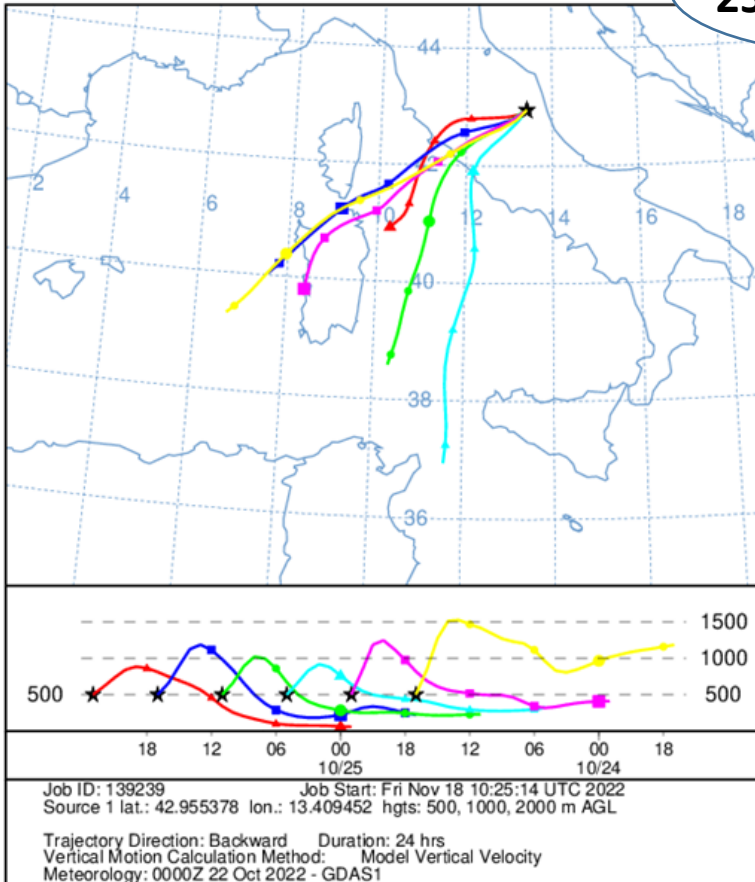 44
2 4 6 8 10 12 14 16 18
40
38
36
1500
1000
500 500
18 12 06 00 18 12 06 00 18
10/25 10/24
Job ID: 139239 Job Start: Fri Nov 18 10:25:14 UTC 2022
Source 1 lat.: 42.955378 lon.: 13.409452 hgts: 500, 1000, 2000 m AGL
Trajectory Direction: Backward Duration: 24 hrs
Vertical Motion Calculation Method: Model Vertical Velocity
Meteorology: 0000Z 22 Oct 2022 - GDAS1